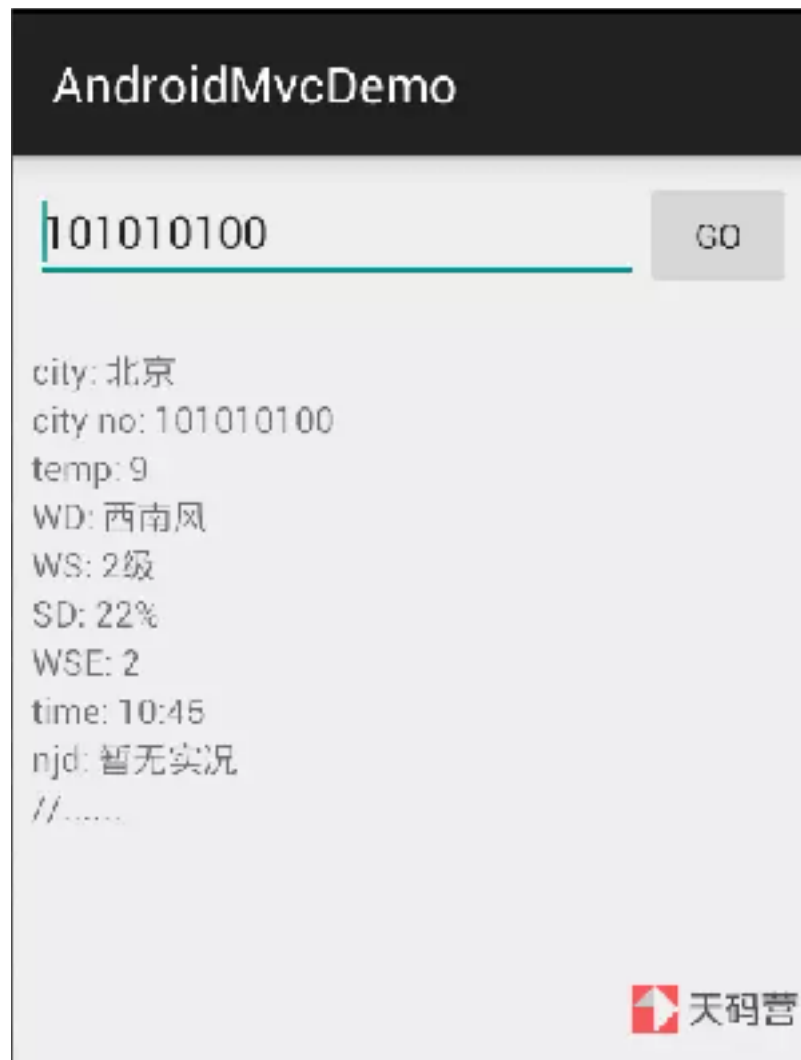 AndroidMvcDemo
101010100
GO
city: 北京
city no: 101010100
temp: 9
WD: 西南风
WS: 2级
SD: 22%
WSE: 2
time: 10:45
njd: 暂无实况
//......
天码营